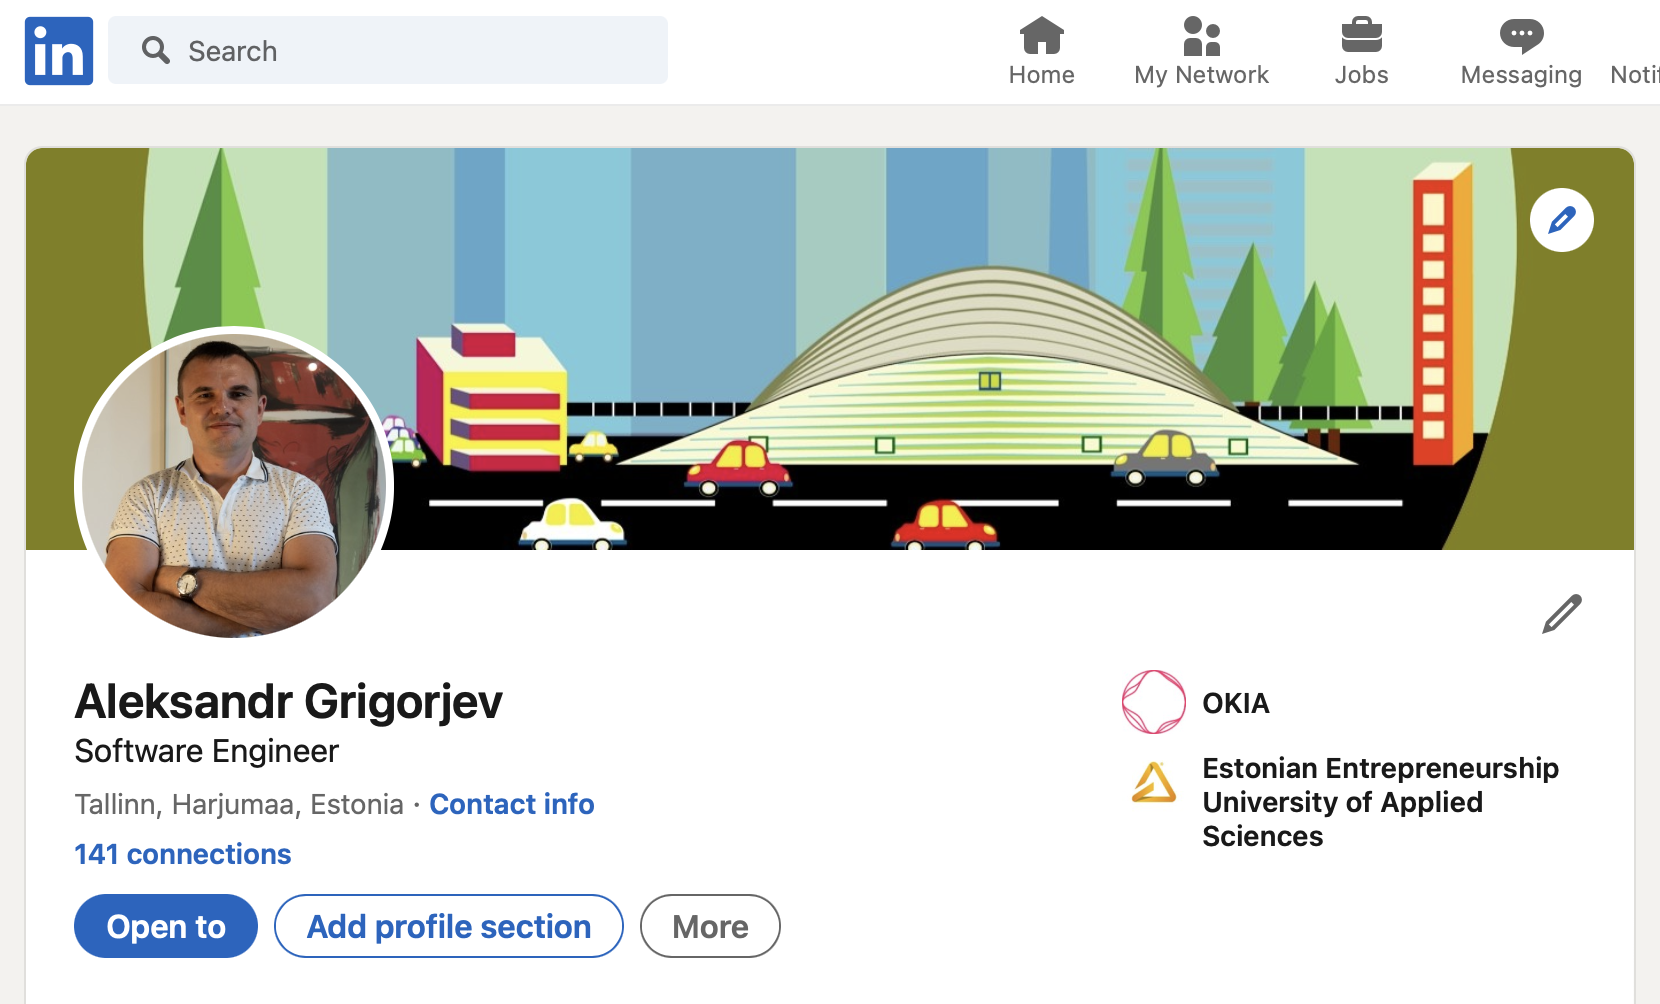 in
Search
Home
My Network
Jobs
Messaging
Aleksandr Grigorjev
Software Engineer
Tallinn, Harjumaa, Estonia · Contact info
141 connections
Open to
Add profile section
More
OKIA
Estonian Entrepreneurship
University of Applied
Sciences